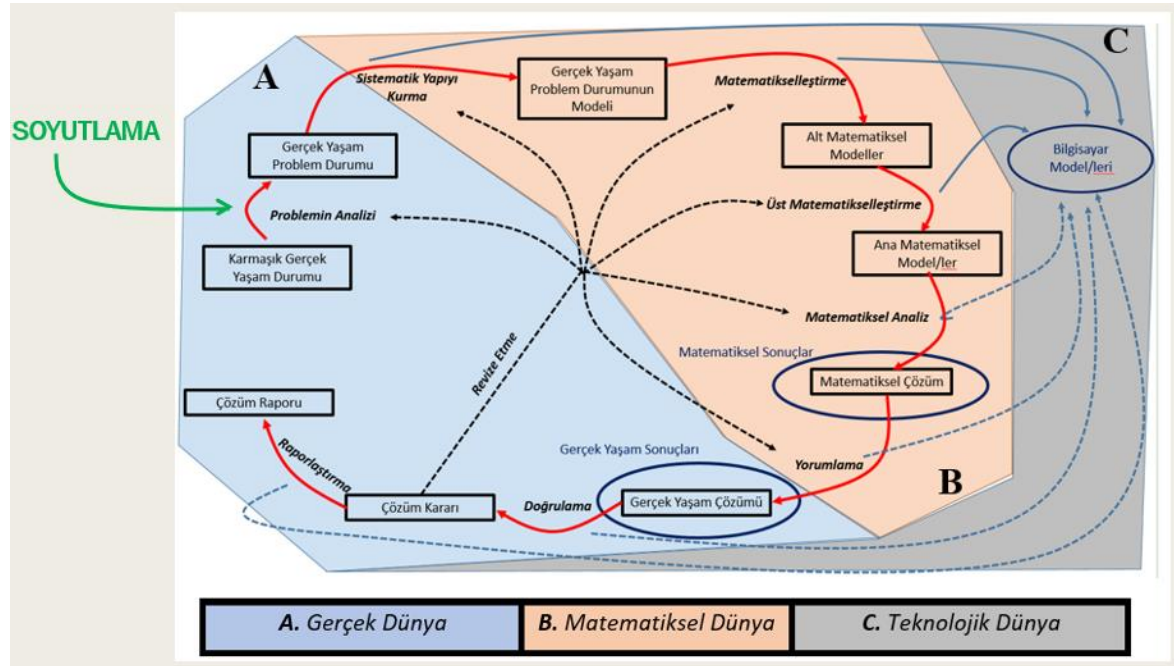 A
C
SOYUTLAMA
Sistematik Yapıyı
Kurma
Gerçek Yaşam
Problem Durumunun
Modeli
Matematikselleştirme
Gerçek Yaşam
Problem Durumu
Alt Matematiksel
Modeller
Bilgisayar
Model/leri
Problemin Analizi
Üst Matematikselleştirme
Karmaşık Gerçek
Yaşam Durumu
Ana Matematiksel
Model/ler
Matematiksel Analiz
Revize Etme
Matematiksel Sonuçlar
Matematiksel Çözüm
Çözüm Raporu
Raporlaştırma
Gerçek Yaşam Sonuçları
Yorumlama
B
Çözüm Kararı
Doğrulama
Gerçek Yaşam Çözümü
A. Gerçek Dünya
B. Matematiksel Dünya
C. Teknolojik Dünya